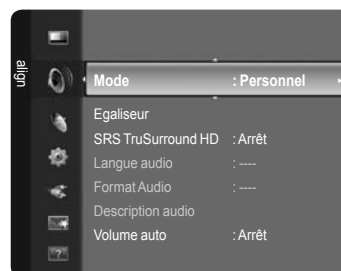 align
Mode : Personnel
Egaliseur
SRS TruSurround HD : Arrêt
Langue audio : ----
Format Audio : ----
Description audio
Volume auto : Arrêt
?